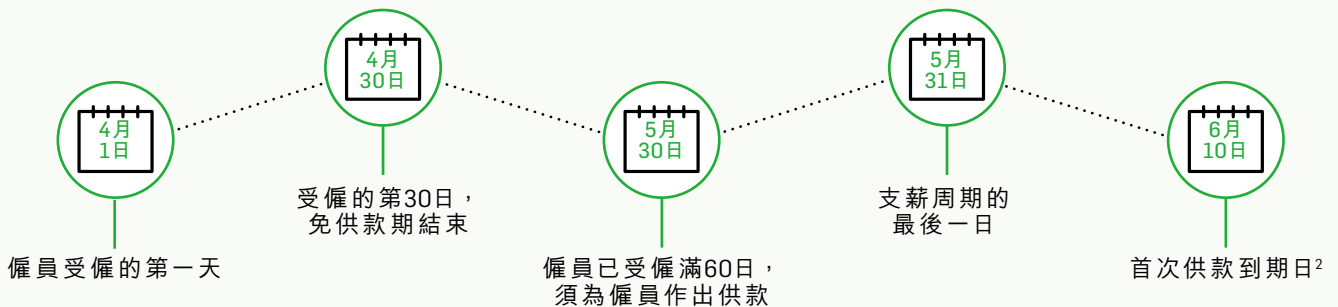 4月
1日
僱員受僱的第一天
4月
30日
受僱的第30日，
免供款期結束
5月
30日
僱員已受僱滿60日，
須為僱員作出供款
5月
31日
支薪周期的
最後一日
6月
10日
首次供款到期日2